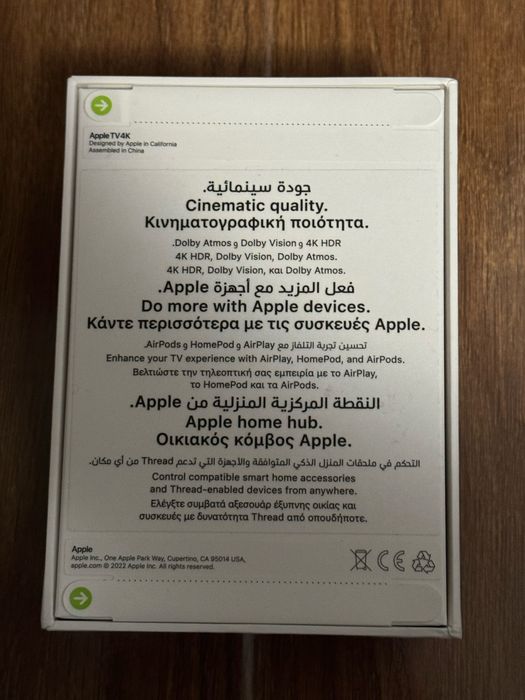 Apple TV 4K
Designed by Apple in California
Assembled in China
جودة سينمائية.
Cinematic quality.
Κινηματογραφική ποιότητα.
4K HDR و Dolby Vision و Dolby Atmos.
4K HDR, Dolby Vision, Dolby Atmos.
4K HDR, Dolby Vision, και Dolby Atmos.
فعل المزيد مع أجهزة Apple.
Do more with Apple devices.
Κάντε περισσότερα με τις συσκευές Apple.
تحسين تجربة التلفاز مع AirPlay و HomePod و AirPods.
Enhance your TV experience with AirPlay, HomePod, and AirPods.
Βελτιώστε την τηλεοπτική σας εμπειρία με το AirPlay,
το HomePod και τα AirPods.
النقطة المركزية المنزلية من Apple.
Apple home hub.
Οικιακός κόμβος Apple.
التحكم في ملحقات المنزل الذكي المتوافقة والأجهزة التي تدعم Thread من أي مكان.
Control compatible smart home accessories
and Thread-enabled devices from anywhere.
Ελέγξτε συμβατά αξεσουάρ έξυπνης οικίας και
συσκευές με δυνατότητα Thread από οπουδήποτε.
Apple
Apple Inc., One Apple Park Way, Cupertino, CA 95014 USA,
apple.com © 2022 Apple Inc. All rights reserved.
CE